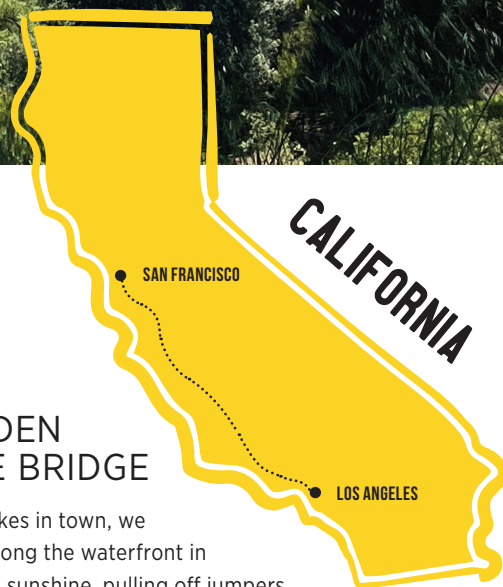 CALIFORNIA
SAN FRANCISCO
LOS ANGELES
DEN
E BRIDGE
kes in town, we
ong the waterfront in
sunshine, pulling off jumpers